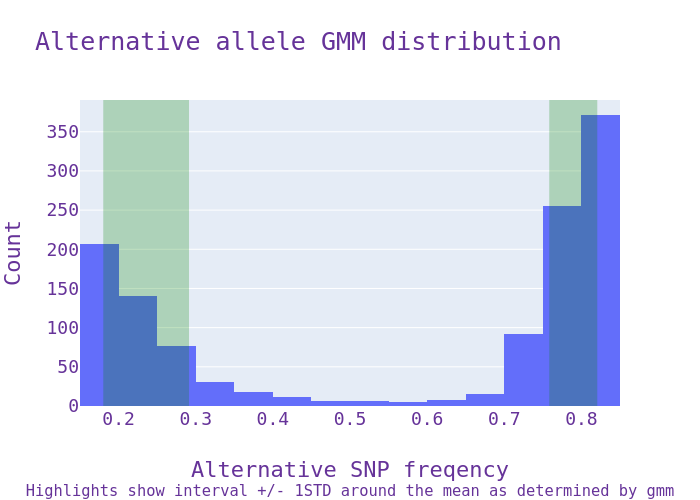 Alternative allele GMM distribution
350
300
250
200
150
100
50
0
Count
0.2 0.3 0.4 0.5 0.6 0.7 0.8
Alternative SNP freqency
Highlights show interval +/- 1STD around the mean as determined by gmm